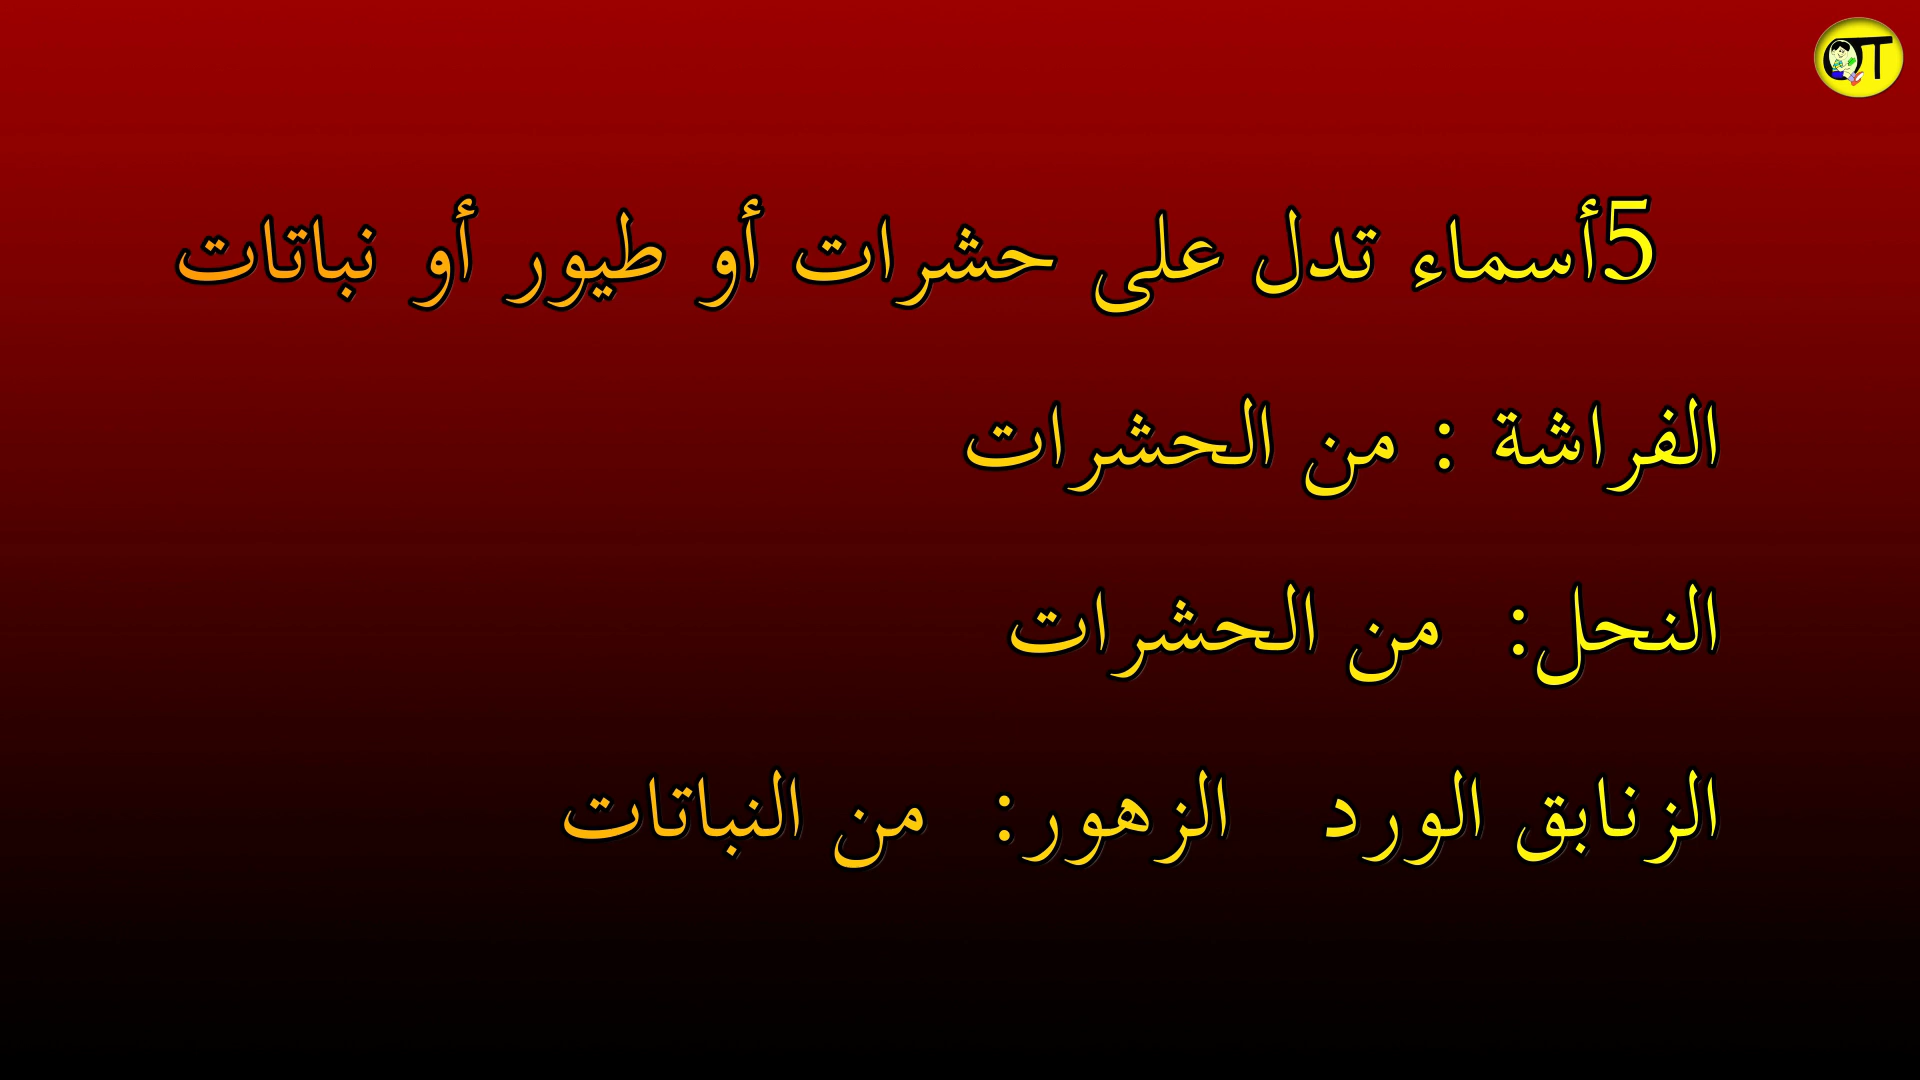 5أسماء تدل على حشرات أو طيور أو نباتات
الفراشة : من الحشرات
النحل: من الحشرات
الزنابق الورد الزهور: من النباتات
QT